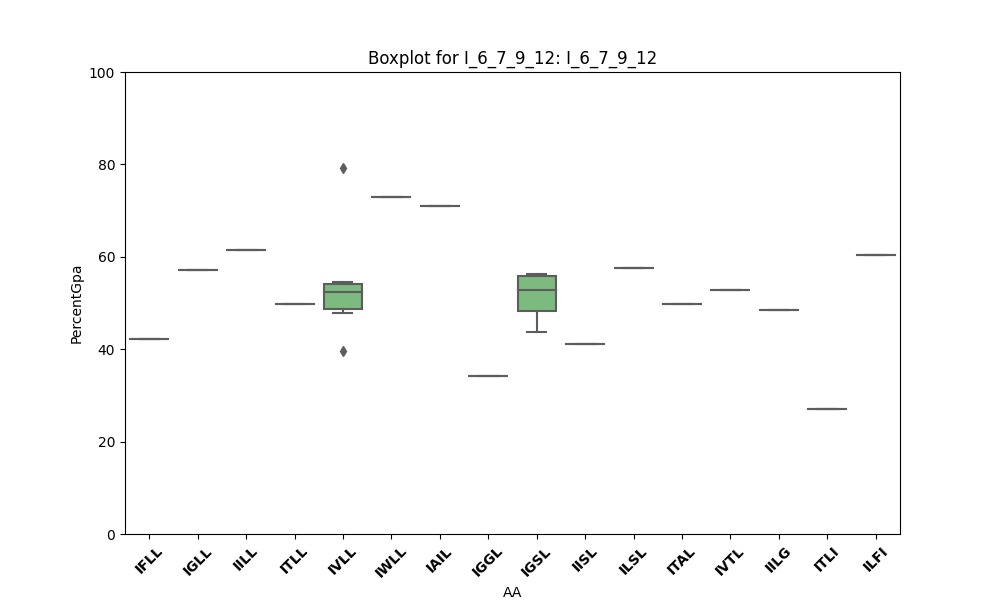 Boxplot for I_6_7_9_12: I_6_7_9_12
100
80
60
40
20
0
PercentGpa
IFLL
IGLL
IILL
ITLL
IVLL
IWLL
IAIL
IGGL
IGSL
IISL
ILSL
ITAL
IVTL
IILG
ITLI
ILFI
AA